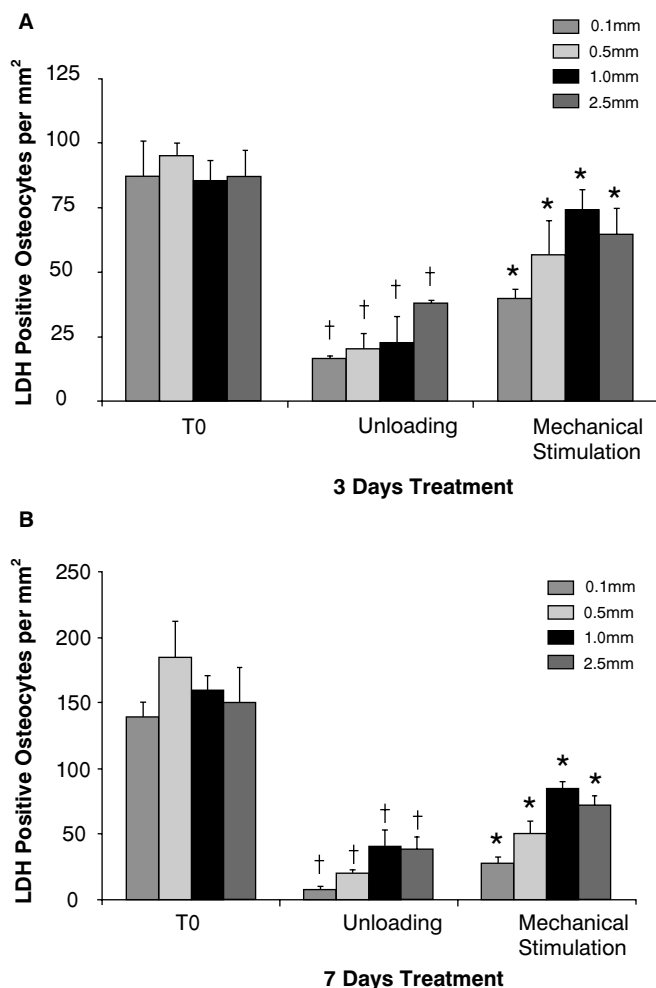 A
LDH Positive Osteocytes per mm²
125
100
75
50
25
0
0.1mm
0.5mm
1.0mm
2.5mm
† † † †
* * * *
T0 Unloading Mechanical
Stimulation
3 Days Treatment
B
LDH Positive Osteocytes per mm²
250
200
150
100
50
0
0.1mm
0.5mm
1.0mm
2.5mm
† † † †
* * * *
T0 Unloading Mechanical
Stimulation
7 Days Treatment